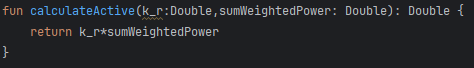 fun calculateActive(k_r:Double,sumWeightedPower: Double): Double {
    return k_r*sumWeightedPower
}